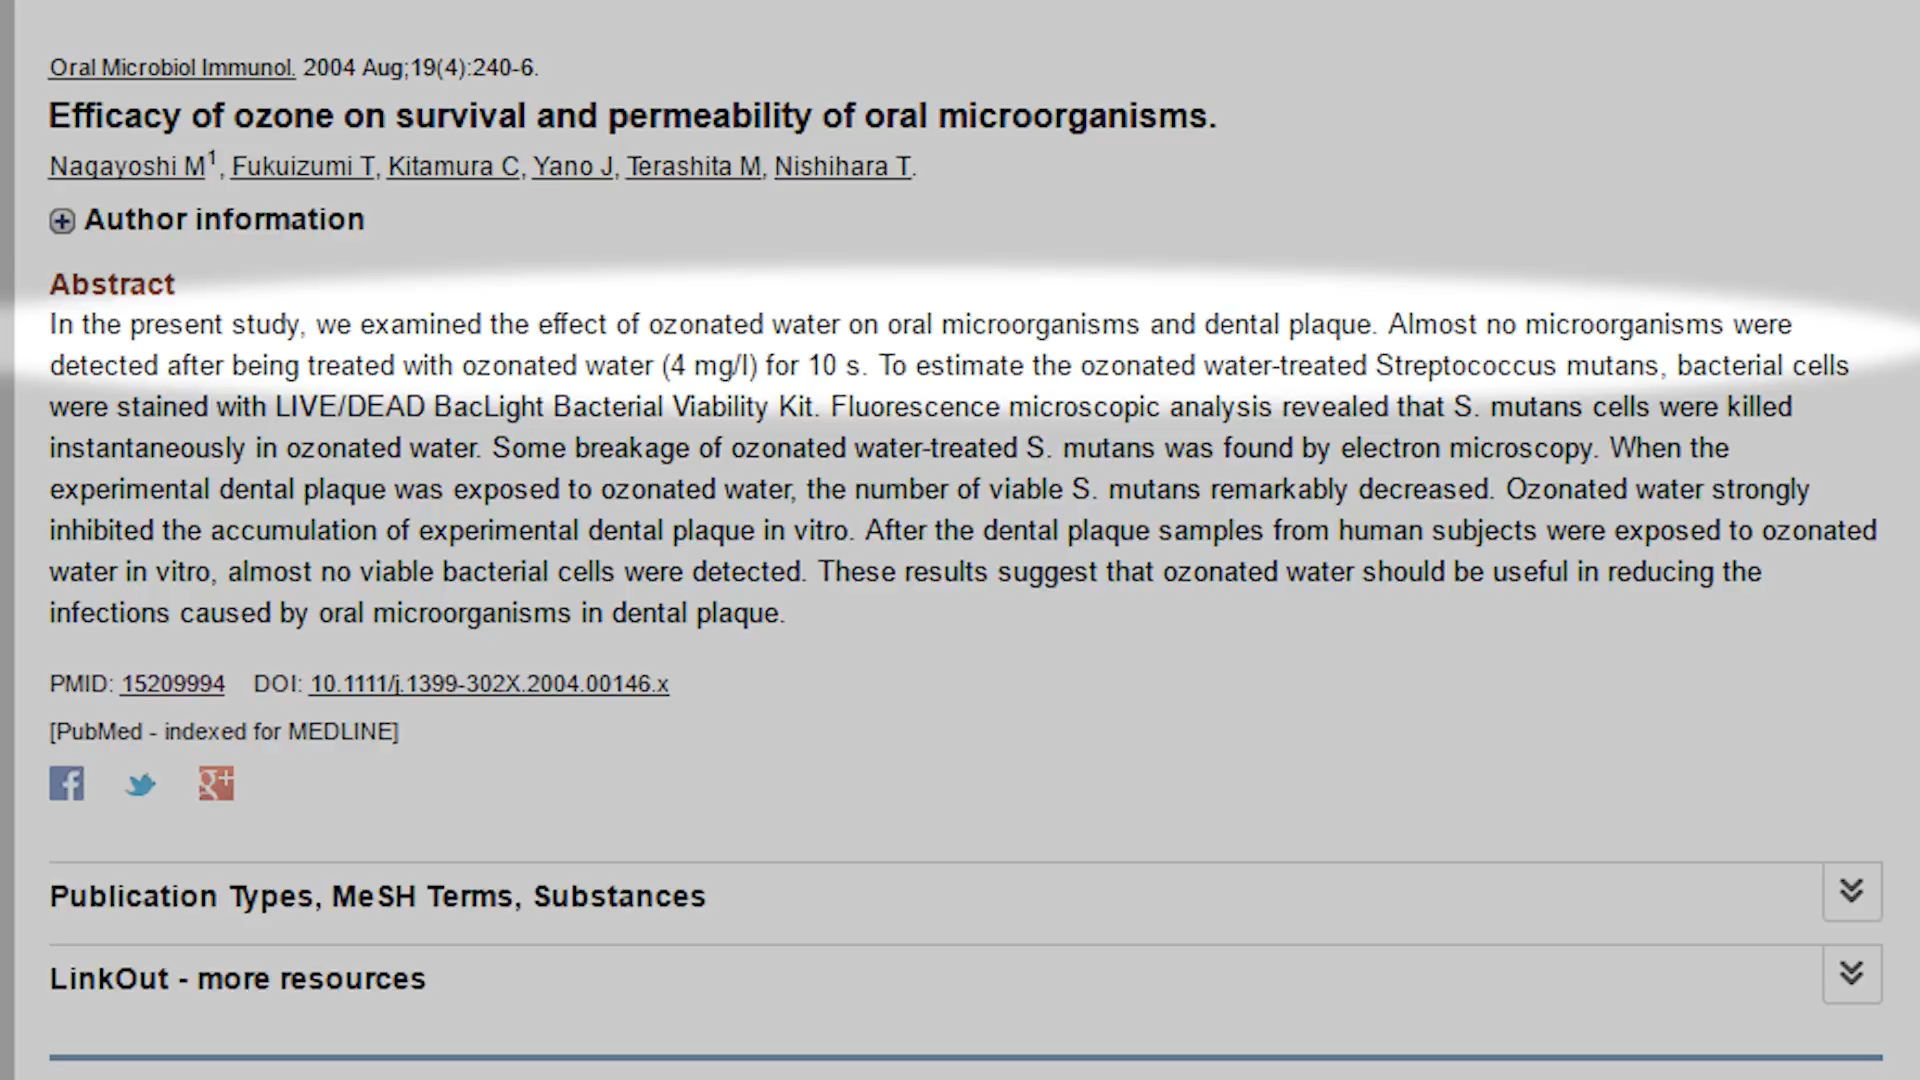 Oral Microbiol Immunol. 2004 Aug;19(4):240-6.
Efficacy of ozone on survival and permeability of oral microorganisms.
Nagayoshi M1, Fukuizumi T, Kitamura C, Yano J, Terashita M, Nishihara T.
Author information
Abstract
In the present study, we examined the effect of ozonated water on oral microorganisms and dental plaque. Almost no microorganisms were
detected after being treated with ozonated water (4 mg/l) for 10 s. To estimate the ozonated water-treated Streptococcus mutans, bacterial cells
were stained with LIVE/DEAD BacLight Bacterial Viability Kit. Fluorescence microscopic analysis revealed that S. mutans cells were killed
instantaneously in ozonated water. Some breakage of ozonated water-treated S. mutans was found by electron microscopy. When the
experimental dental plaque was exposed to ozonated water, the number of viable S. mutans remarkably decreased. Ozonated water strongly
inhibited the accumulation of experimental dental plaque in vitro. After the dental plaque samples from human subjects were exposed to ozonated
water in vitro, almost no viable bacterial cells were detected. These results suggest that ozonated water should be useful in reducing the
infections caused by oral microorganisms in dental plaque.
PMID: 15209994 DOI: 10.1111/j.1399-302X.2004.00146.x
[PubMed - indexed for MEDLINE]
f g+
Publication Types, MeSH Terms, Substances
LinkOut - more resources